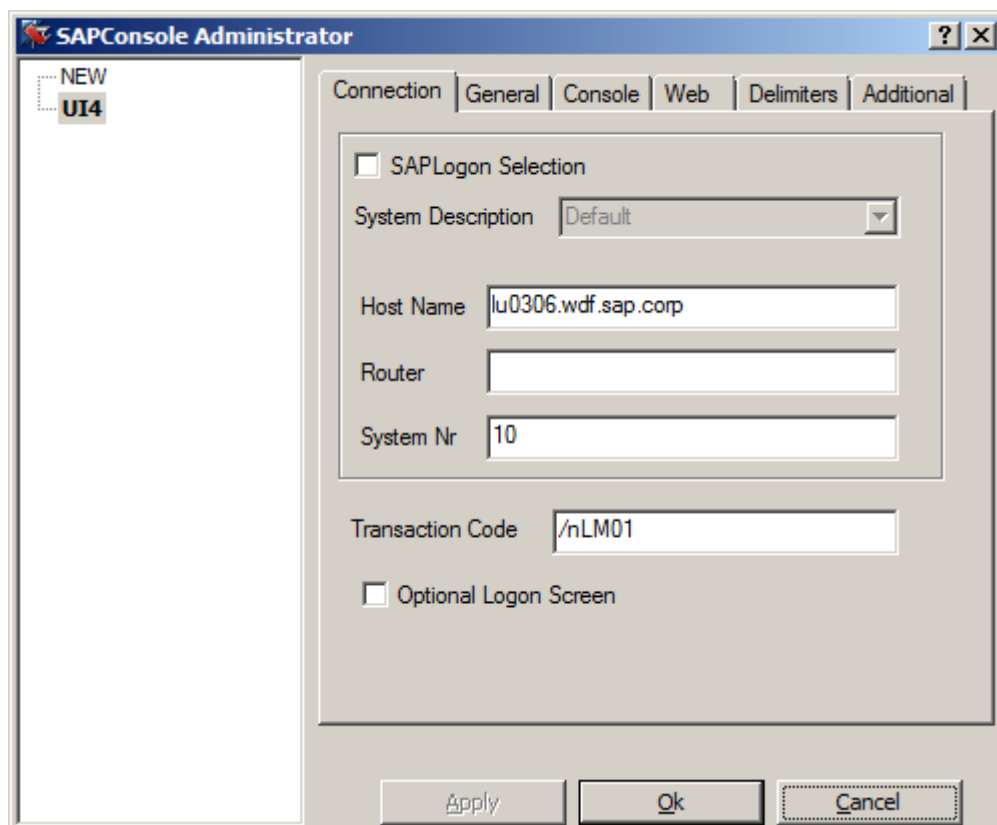 SAPConsole Administrator
NEW
UI4
Connection General Console Web Delimiters Additional
SAPLogon Selection
System Description Default
Host Name lu0306.wdf.sap.corp
Router
System Nr 10
Transaction Code /nLM01
Optional Logon Screen
Apply Ok Cancel